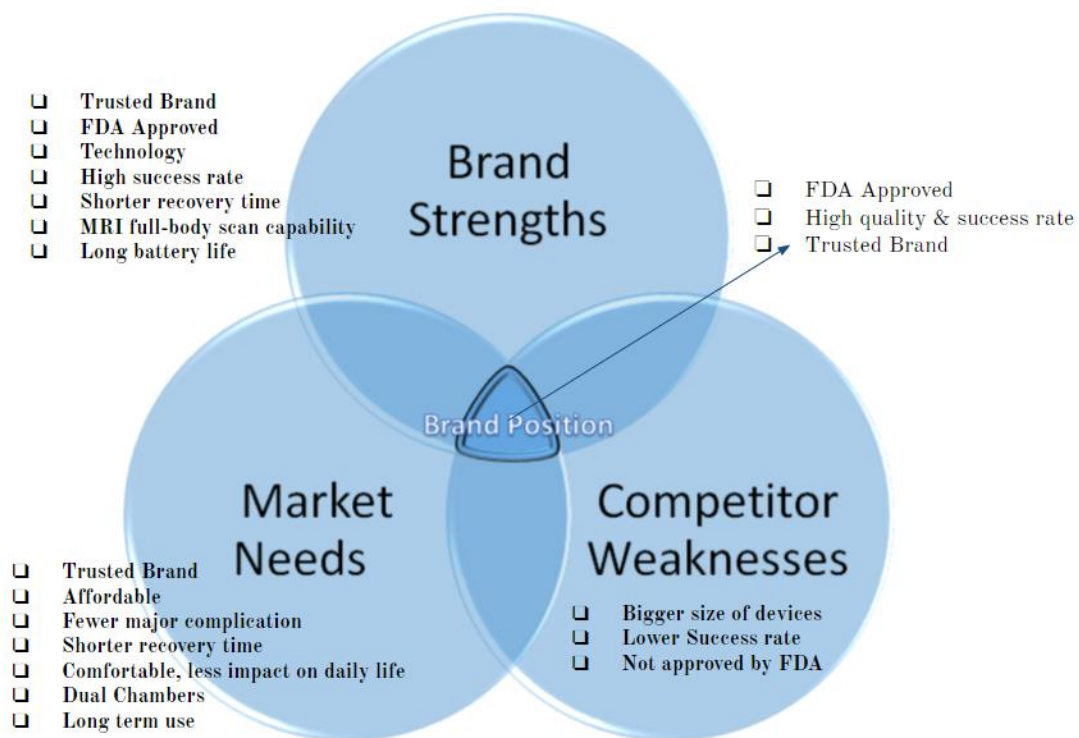 Trusted Brand
FDA Approved
Technology
High success rate
Shorter recovery time
MRI full-body scan capability
Long battery life
Brand
Strengths
FDA Approved
High quality & success rate
Trusted Brand
Brand Position
Market
Needs
Trusted Brand
Affordable
Fewer major complication
Shorter recovery time
Comfortable, less impact on daily life
Dual Chambers
Long term use
Competitor
Weaknesses
Bigger size of devices
Lower Success rate
Not approved by FDA